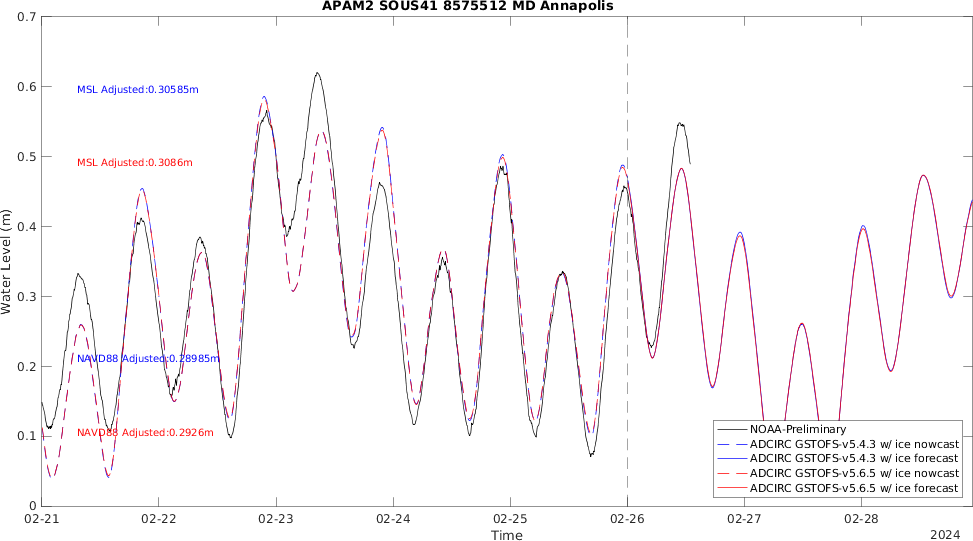 APAM2 SOUS41 8575512 MD Annapolis
0.7
0.6
0.5
0.4
0.3
0.2
0.1
0
Water Level (m)
MSL Adjusted:0.30585m
MSL Adjusted:0.3086m
NAVD88 Adjusted:0.28985m
NAVD88 Adjusted:0.2926m
NOAA-Preliminary
ADCIRC GSTOFS-v5.4.3 w/ ice nowcast
ADCIRC GSTOFS-v5.4.3 w/ ice forecast
ADCIRC GSTOFS-v5.6.5 w/ ice nowcast
ADCIRC GSTOFS-v5.6.5 w/ ice forecast
02-21 02-22 02-23 02-24 02-25 02-26 02-27 02-28
Time
2024